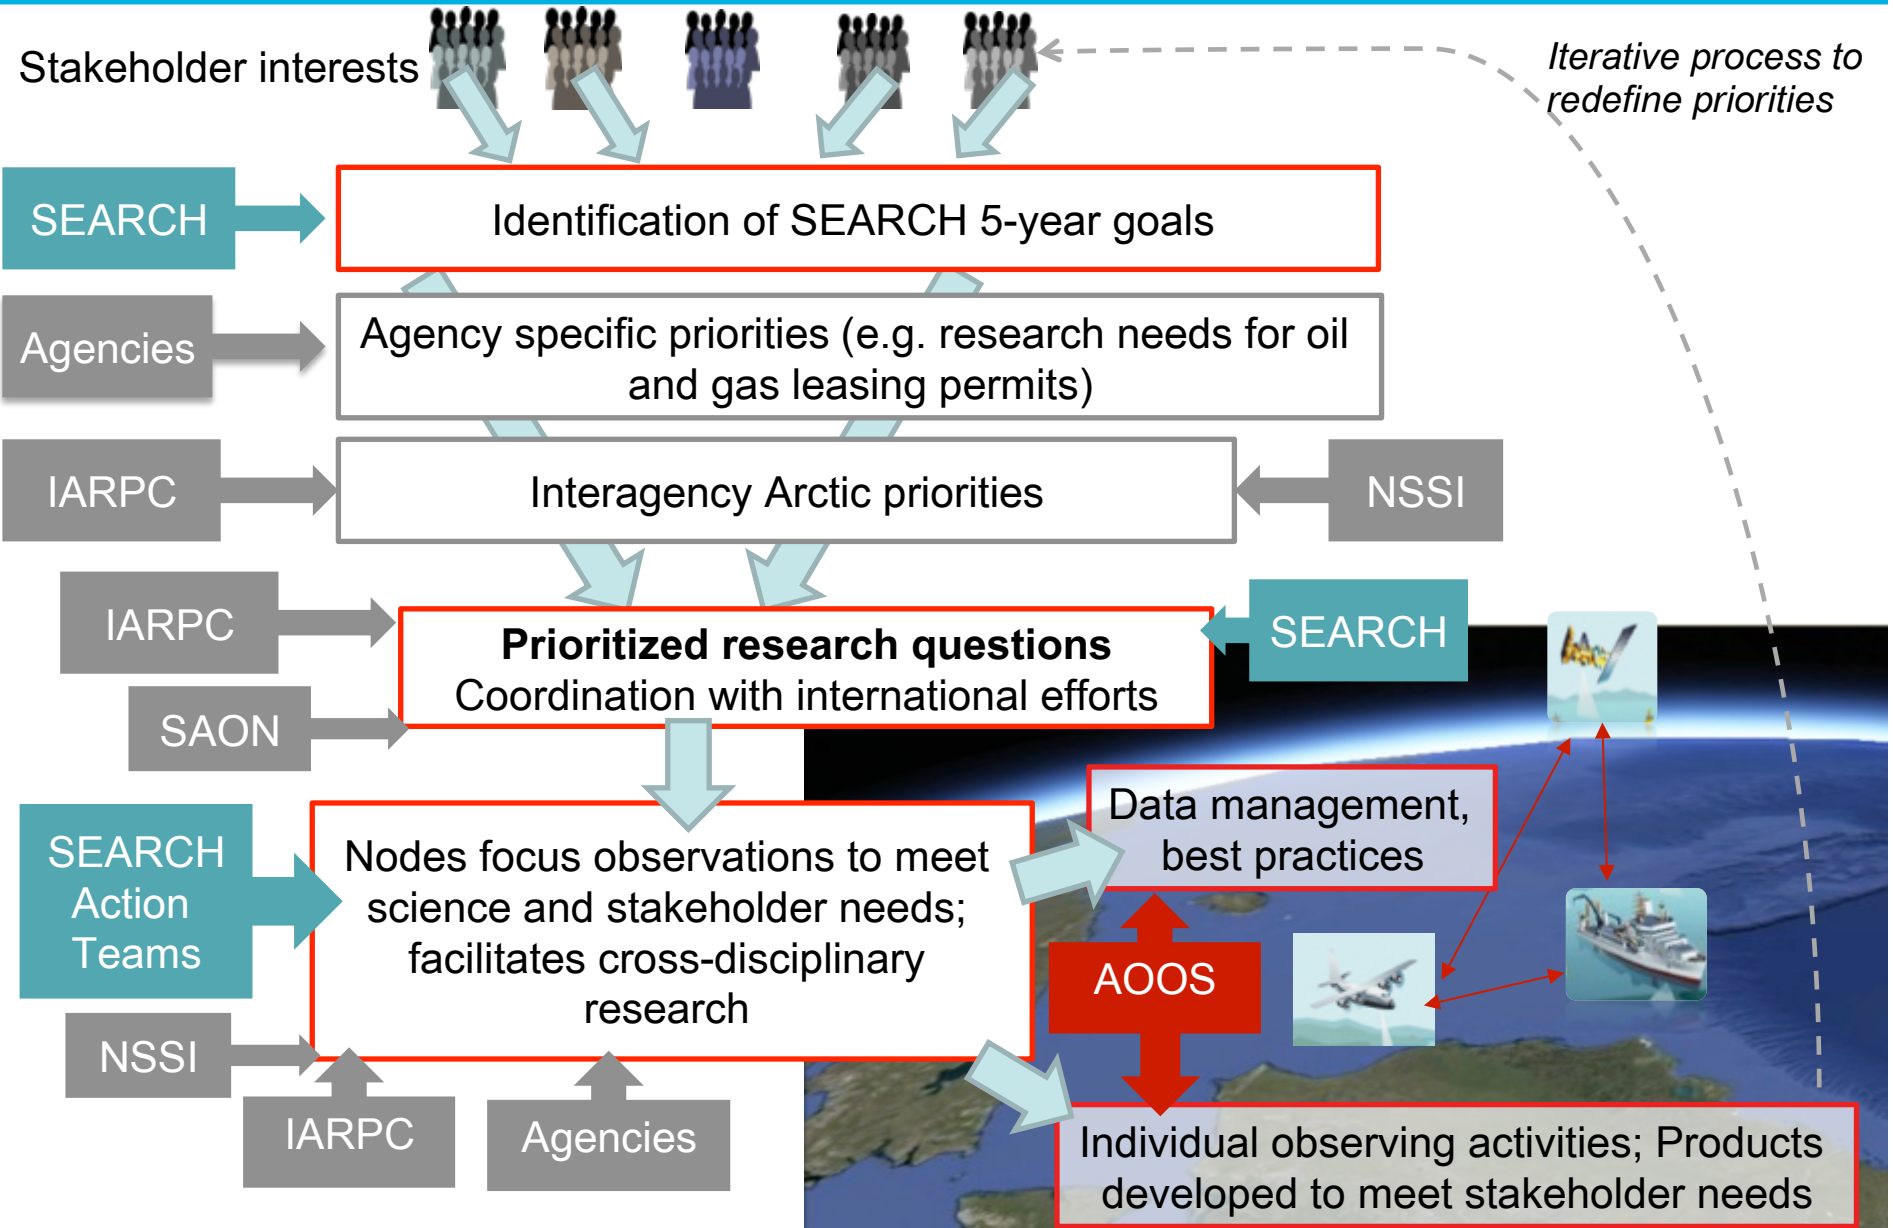 Stakeholder interests
Iterative process to
redefine priorities
SEARCH
Identification of SEARCH 5-year goals
Agencies
Agency specific priorities (e.g. research needs for oil
and gas leasing permits)
IARPC
Interagency Arctic priorities
NSSI
IARPC
Prioritized research questions
Coordination with international efforts
SEARCH
SAON
SEARCH
Action
Teams
Nodes focus observations to meet
science and stakeholder needs;
facilitates cross-disciplinary
research
Data management,
best practices
AOOS
NSSI
IARPC
Agencies
Individual observing activities; Products
developed to meet stakeholder needs